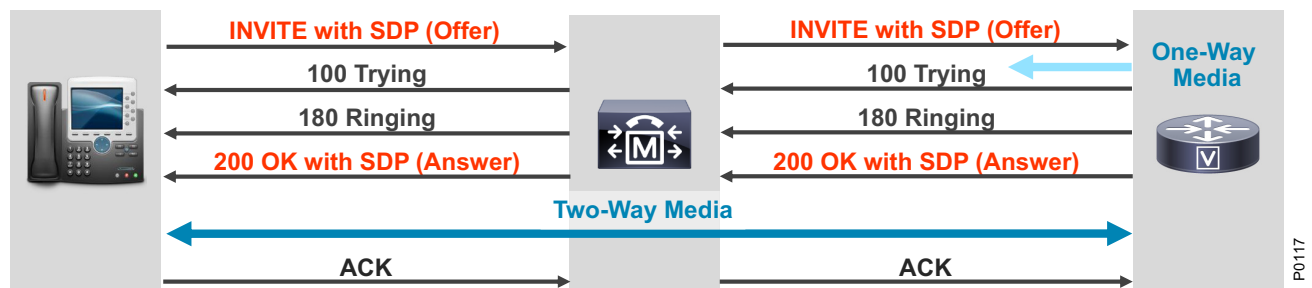 INVITE with SDP (Offer)
100 Trying
180 Ringing
200 OK with SDP (Answer)
M
INVITE with SDP (Offer)
100 Trying
180 Ringing
200 OK with SDP (Answer)
One-Way
Media
V
Two-Way Media
ACK
ACK
P0117